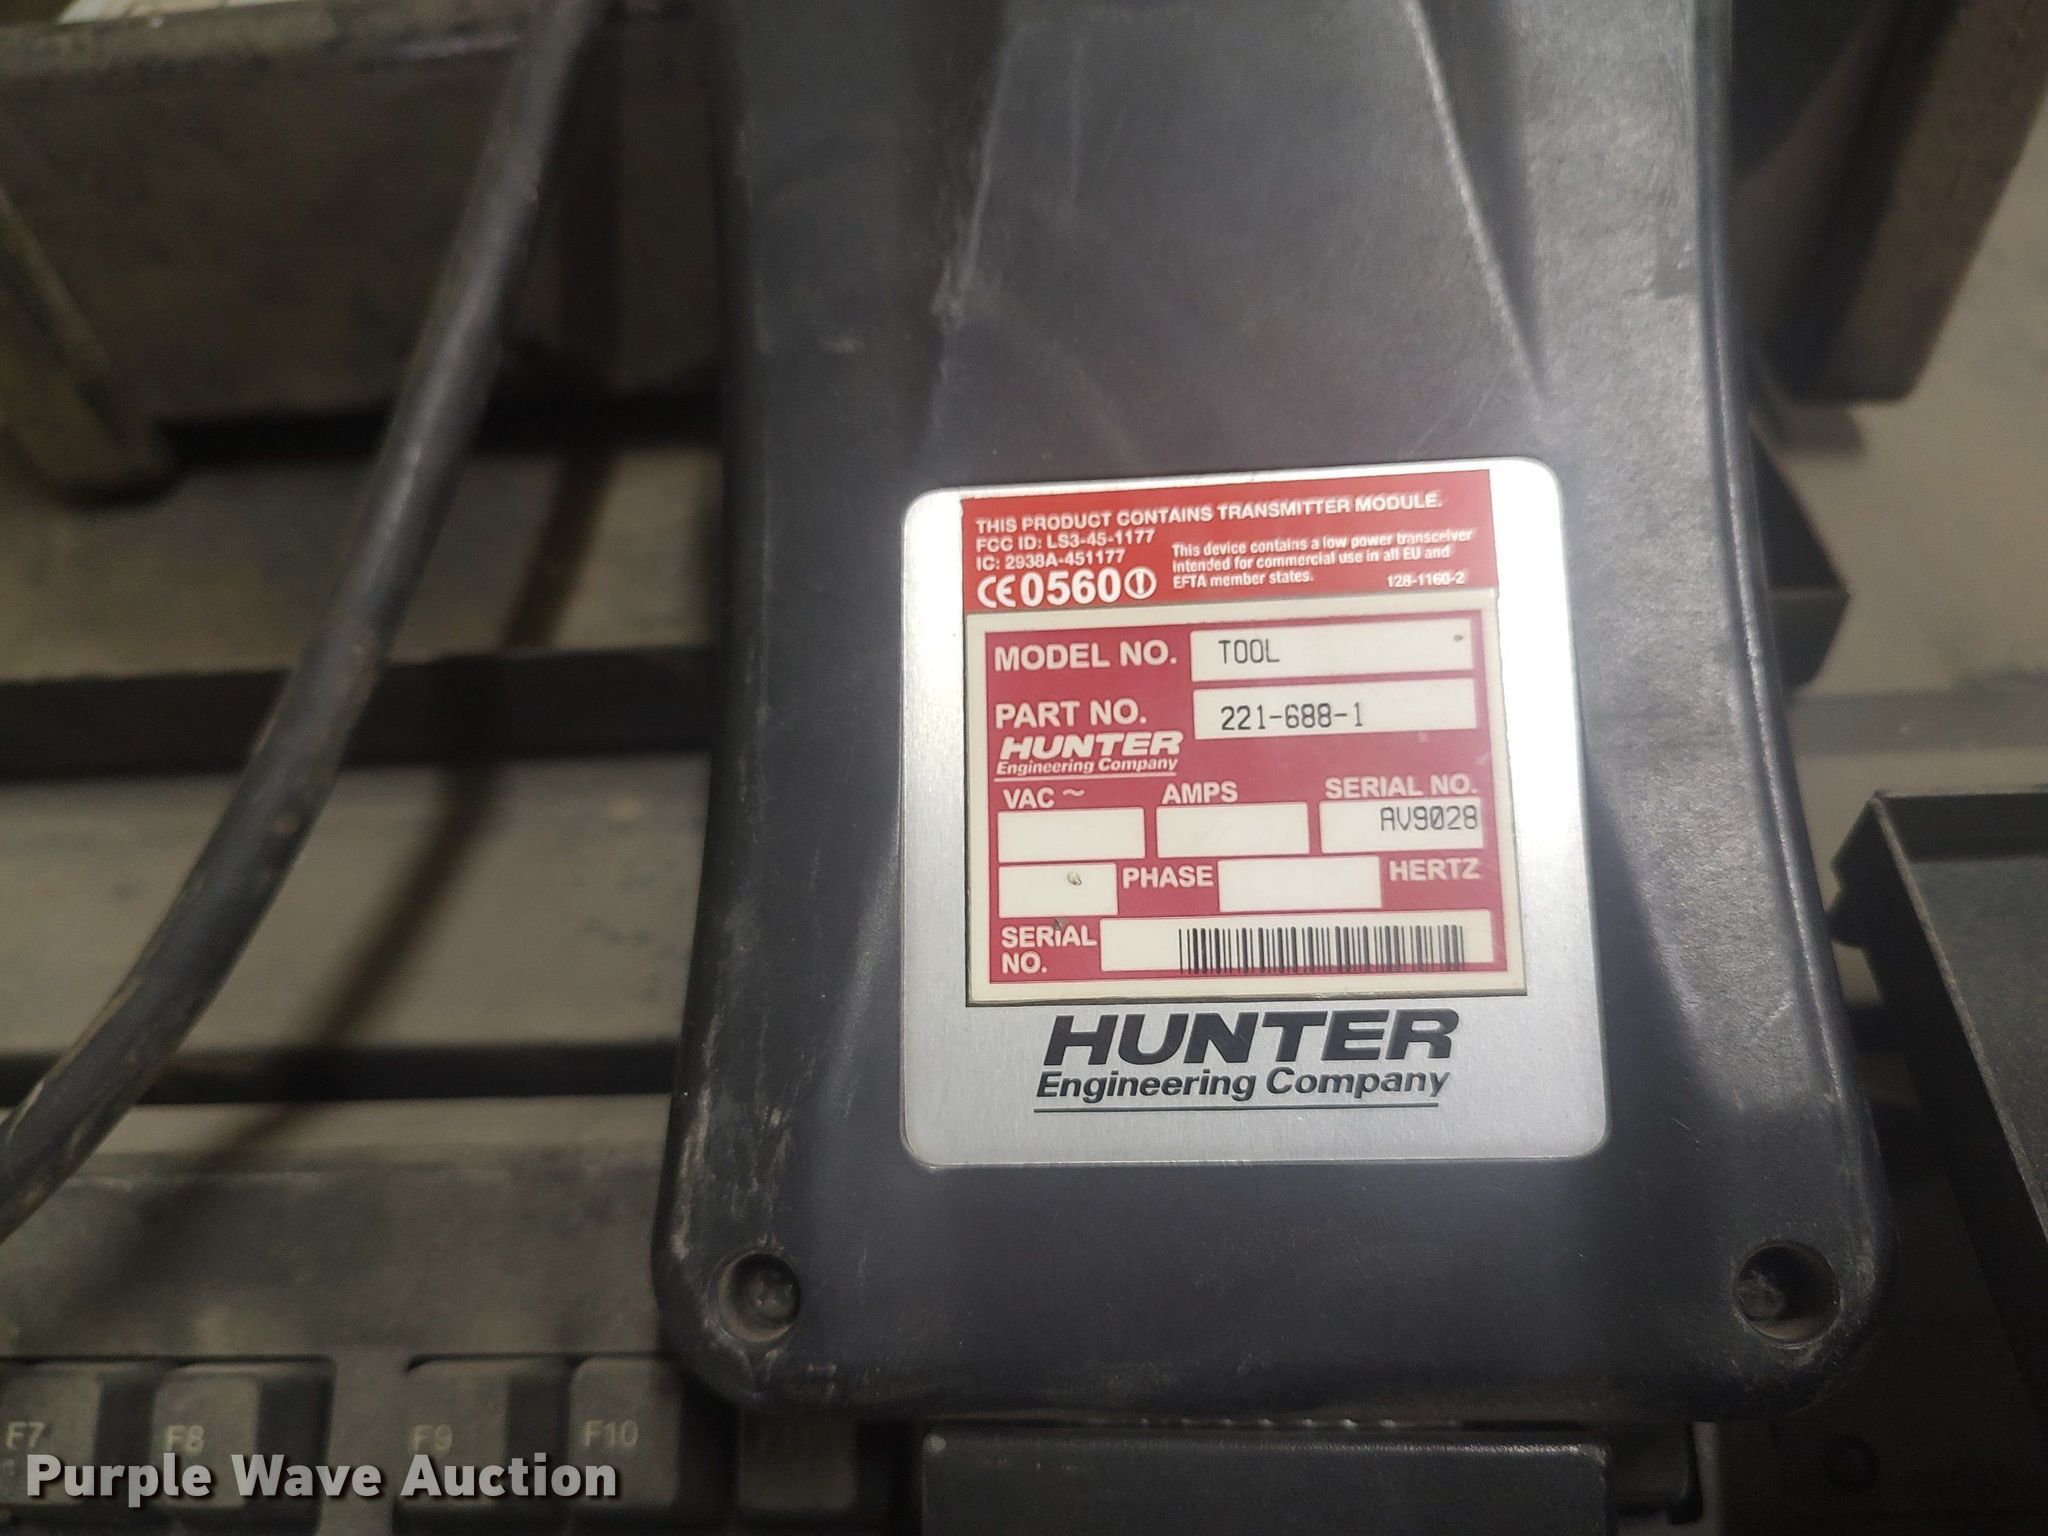 THIS PRODUCT CONTAINS TRANSMITTER MODULE.
FCC ID: LS3-45-1177
IC: 2938A-451177
CE0560
This device contains a low power transceiver
intended for commercial use in all EU and
EFTA member states.
128-1160-2
MODEL NO. TOOL
PART NO. 221-688-1
HUNTER
Engineering Company
VAC ~ AMPS SERIAL NO.
AV9028
PHASE HERTZ
SERIAL
NO.
HUNTER
Engineering Company
F7 F8 F9 F10
Purple Wave Auction